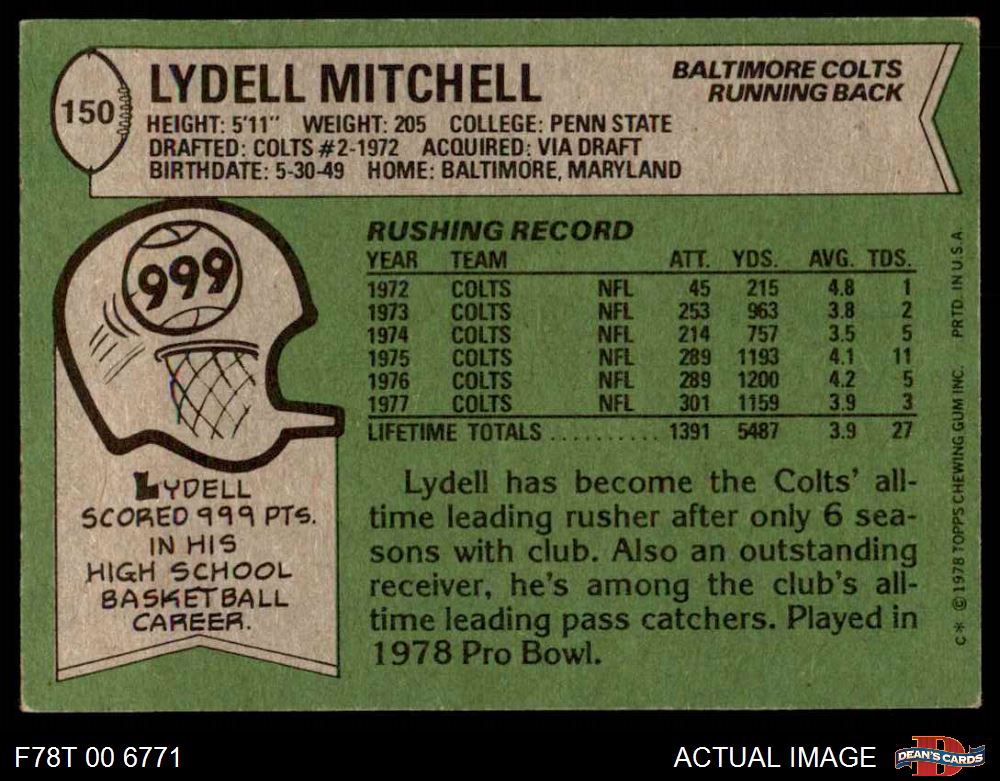 150
LYDELL MITCHELL
BALTIMORE COLTS
RUNNING BACK
HEIGHT: 5'11" WEIGHT: 205 COLLEGE: PENN STATE
DRAFTED: COLTS #2-1972 ACQUIRED: VIA DRAFT
BIRTHDATE: 5-30-49 HOME: BALTIMORE, MARYLAND
999
LYDELL
SCORED 999 PTS.
IN HIS
HIGH SCHOOL
BASKETBALL
CAREER.
RUSHING RECORD
YEAR TEAM ATT. YDS. AVG. TDS.
1972 COLTS NFL 45 215 4.8 1
1973 COLTS NFL 253 963 3.8 2
1974 COLTS NFL 214 757 3.5 5
1975 COLTS NFL 289 1193 4.1 11
1976 COLTS NFL 289 1200 4.2 5
1977 COLTS NFL 301 1159 3.9 3
LIFETIME TOTALS .......... 1391 5487 3.9 27
Lydell has become the Colts' all-
time leading rusher after only 6 sea-
sons with club. Also an outstanding
receiver, he's among the club's all-
time leading pass catchers. Played in
1978 Pro Bowl.
C* © 1978 TOPPS CHEWING GUM INC. PRTD. IN U.S.A.
F78T 00 6771
ACTUAL IMAGE
D
DEAN'S CARDS